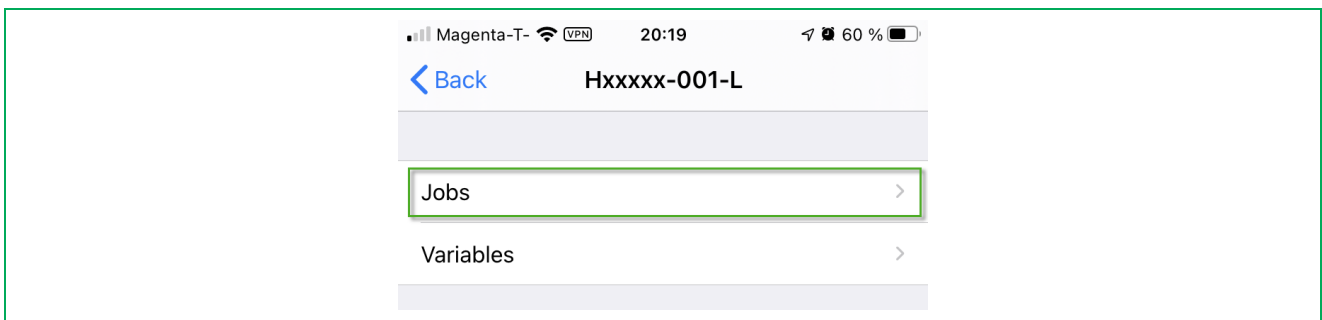 Magenta-T- VPN 20:19 60 %
Back Hxxxxx-001-L
Jobs
Variables